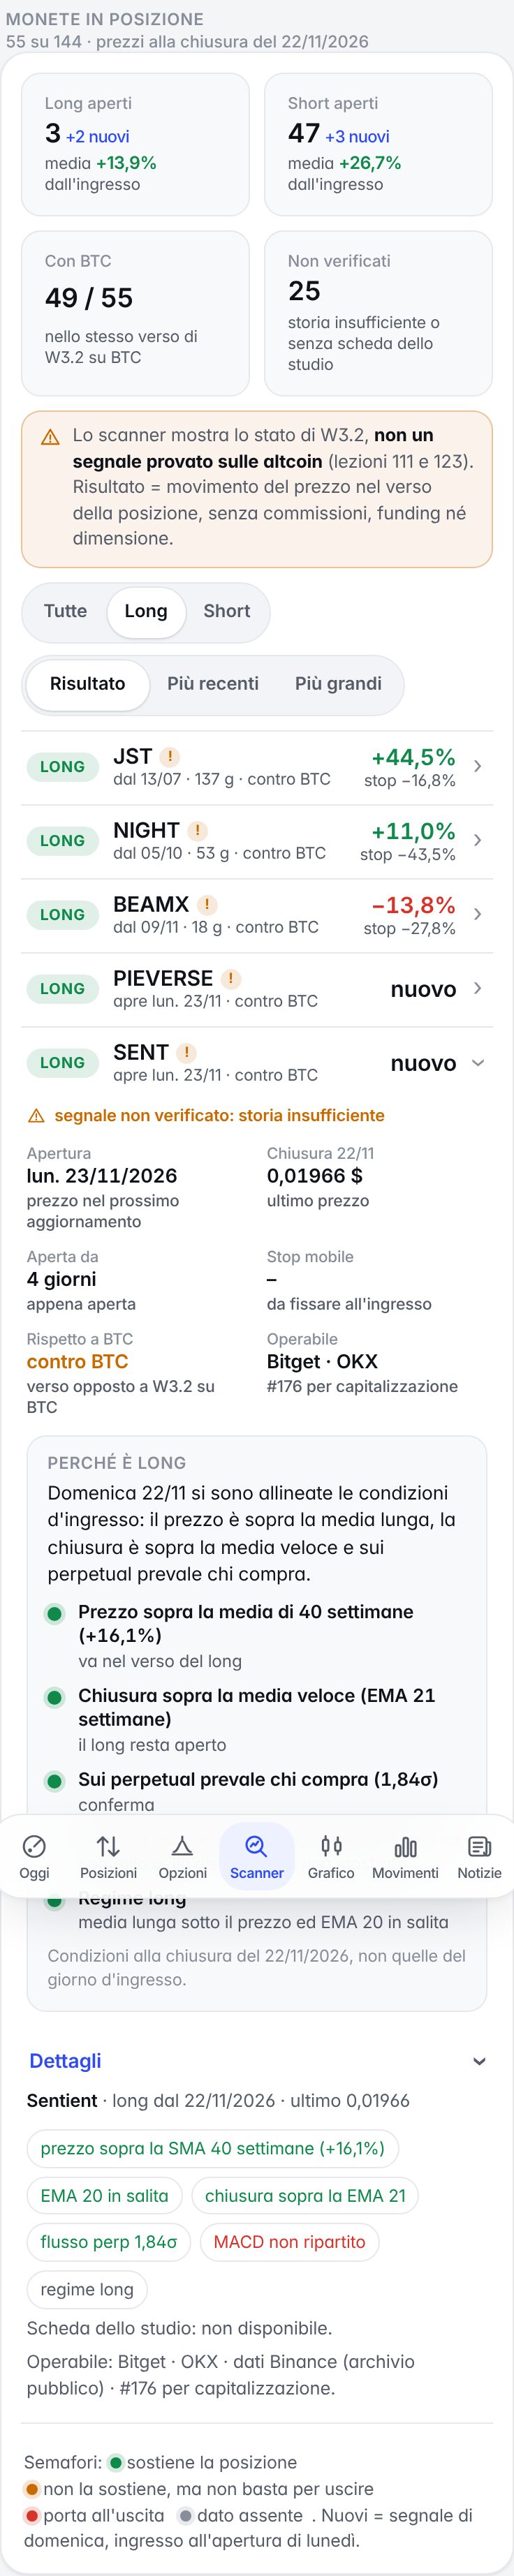 MONETE IN POSIZIONE
55 su 144 · prezzi alla chiusura del 22/11/2026
Long aperti
3 +2 nuovi
media +13,9%
dall'ingresso
Short aperti
47 +3 nuovi
media +26,7%
dall'ingresso
Con BTC
49 / 55
nello stesso verso di
W3.2 su BTC
Non verificati
25
storia insufficiente o
senza scheda dello
studio
Lo scanner mostra lo stato di W3.2, non un
segnale provato sulle altcoin (lezioni 111 e 123).
Risultato = movimento del prezzo nel verso
della posizione, senza commissioni, funding né
dimensione.
Tutte Long Short
Risultato Più recenti Più grandi
LONG JST ! +44,5%
dal 13/07 · 137 g · contro BTC stop −16,8%
LONG NIGHT ! +11,0%
dal 05/10 · 53 g · contro BTC stop −43,5%
LONG BEAMX ! −13,8%
dal 09/11 · 18 g · contro BTC stop −27,8%
LONG PIEVERSE ! nuovo
apre lun. 23/11 · contro BTC
LONG SENT ! nuovo
apre lun. 23/11 · contro BTC
segnale non verificato: storia insufficiente
Apertura
lun. 23/11/2026
prezzo nel prossimo
aggiornamento
Chiusura 22/11
0,01966 $
ultimo prezzo
Aperta da
4 giorni
appena aperta
Stop mobile
–
da fissare all'ingresso
Rispetto a BTC
contro BTC
verso opposto a W3.2 su
BTC
Operabile
Bitget · OKX
#176 per capitalizzazione
PERCHÉ È LONG
Domenica 22/11 si sono allineate le condizioni
d'ingresso: il prezzo è sopra la media lunga, la
chiusura è sopra la media veloce e sui
perpetual prevale chi compra.
Prezzo sopra la media di 40 settimane
(+16,1%)
va nel verso del long
Chiusura sopra la media veloce (EMA 21
settimane)
il long resta aperto
Sui perpetual prevale chi compra (1,84σ)
conferma
Oggi Posizioni Opzioni Scanner Grafico Movimenti Notizie
Regime long
media lunga sotto il prezzo ed EMA 20 in salita
Condizioni alla chiusura del 22/11/2026, non quelle del
giorno d'ingresso.
Dettagli
Sentient · long dal 22/11/2026 · ultimo 0,01966
prezzo sopra la SMA 40 settimane (+16,1%)
EMA 20 in salita chiusura sopra la EMA 21
flusso perp 1,84σ MACD non ripartito
regime long
Scheda dello studio: non disponibile.
Operabile: Bitget · OKX · dati Binance (archivio
pubblico) · #176 per capitalizzazione.
Semafori: sostiene la posizione
non la sostiene, ma non basta per uscire
porta all'uscita dato assente . Nuovi = segnale di
domenica, ingresso all'apertura di lunedì.